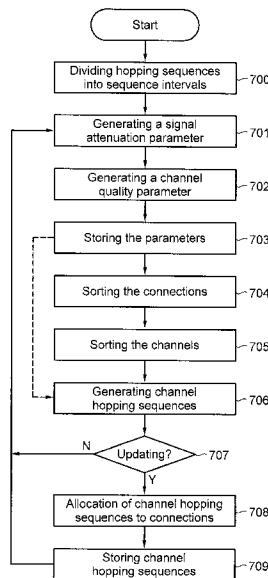 Start
Dividing hopping sequences
into sequence intervals
700
Generating a signal
attenuation parameter
701
Generating a channel
quality parameter
702
Storing the parameters
703
Sorting the connections
704
Sorting the channels
705
Generating channel
hopping sequences
706
N
Updating?
707
Y
Allocation of channel hopping
sequences to connections
708
Storing channel
hopping sequences
709